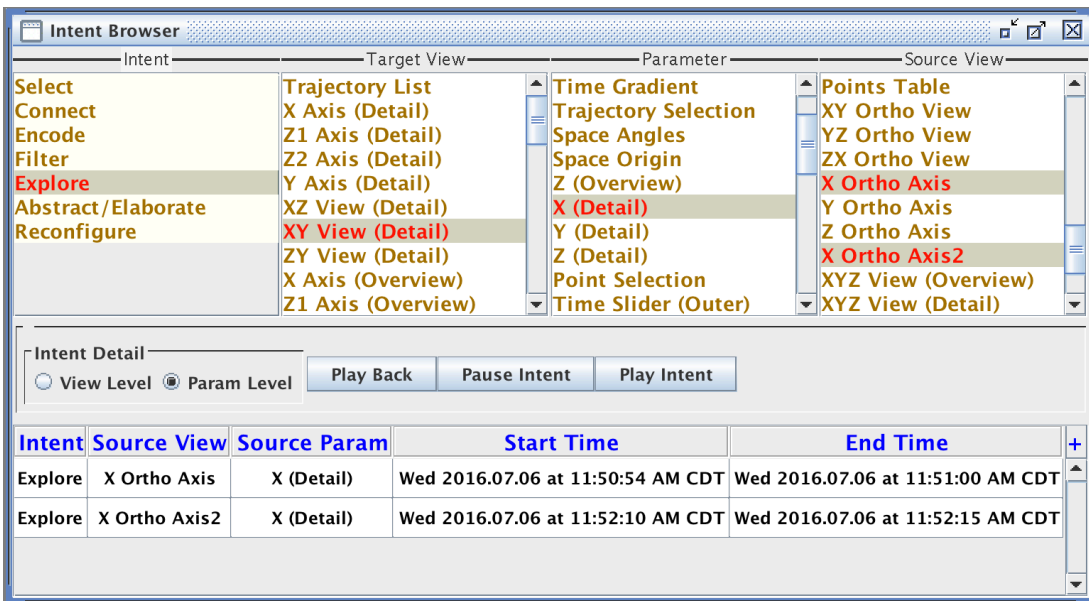 Intent Browser
Intent Target View Parameter Source View
Select Trajectory List Time Gradient Points Table
Connect X Axis (Detail) Trajectory Selection XY Ortho View
Encode Z1 Axis (Detail) Space Angles YZ Ortho View
Filter Z2 Axis (Detail) Space Origin ZX Ortho View
Explore Y Axis (Detail) Z (Overview) X Ortho Axis
Abstract/Elaborate XZ View (Detail) X (Detail) Y Ortho Axis
Reconfigure XY View (Detail) Y (Detail) Z Ortho Axis
ZY View (Detail) Z (Detail) X Ortho Axis2
X Axis (Overview) Point Selection XYZ View (Overview)
Z1 Axis (Overview) Time Slider (Outer) XYZ View (Detail)
Intent Detail
View Level Param Level Play Back Pause Intent Play Intent
Intent Source View Source Param Start Time End Time +
Explore X Ortho Axis X (Detail) Wed 2016.07.06 at 11:50:54 AM CDT Wed 2016.07.06 at 11:51:00 AM CDT
Explore X Ortho Axis2 X (Detail) Wed 2016.07.06 at 11:52:10 AM CDT Wed 2016.07.06 at 11:52:15 AM CDT